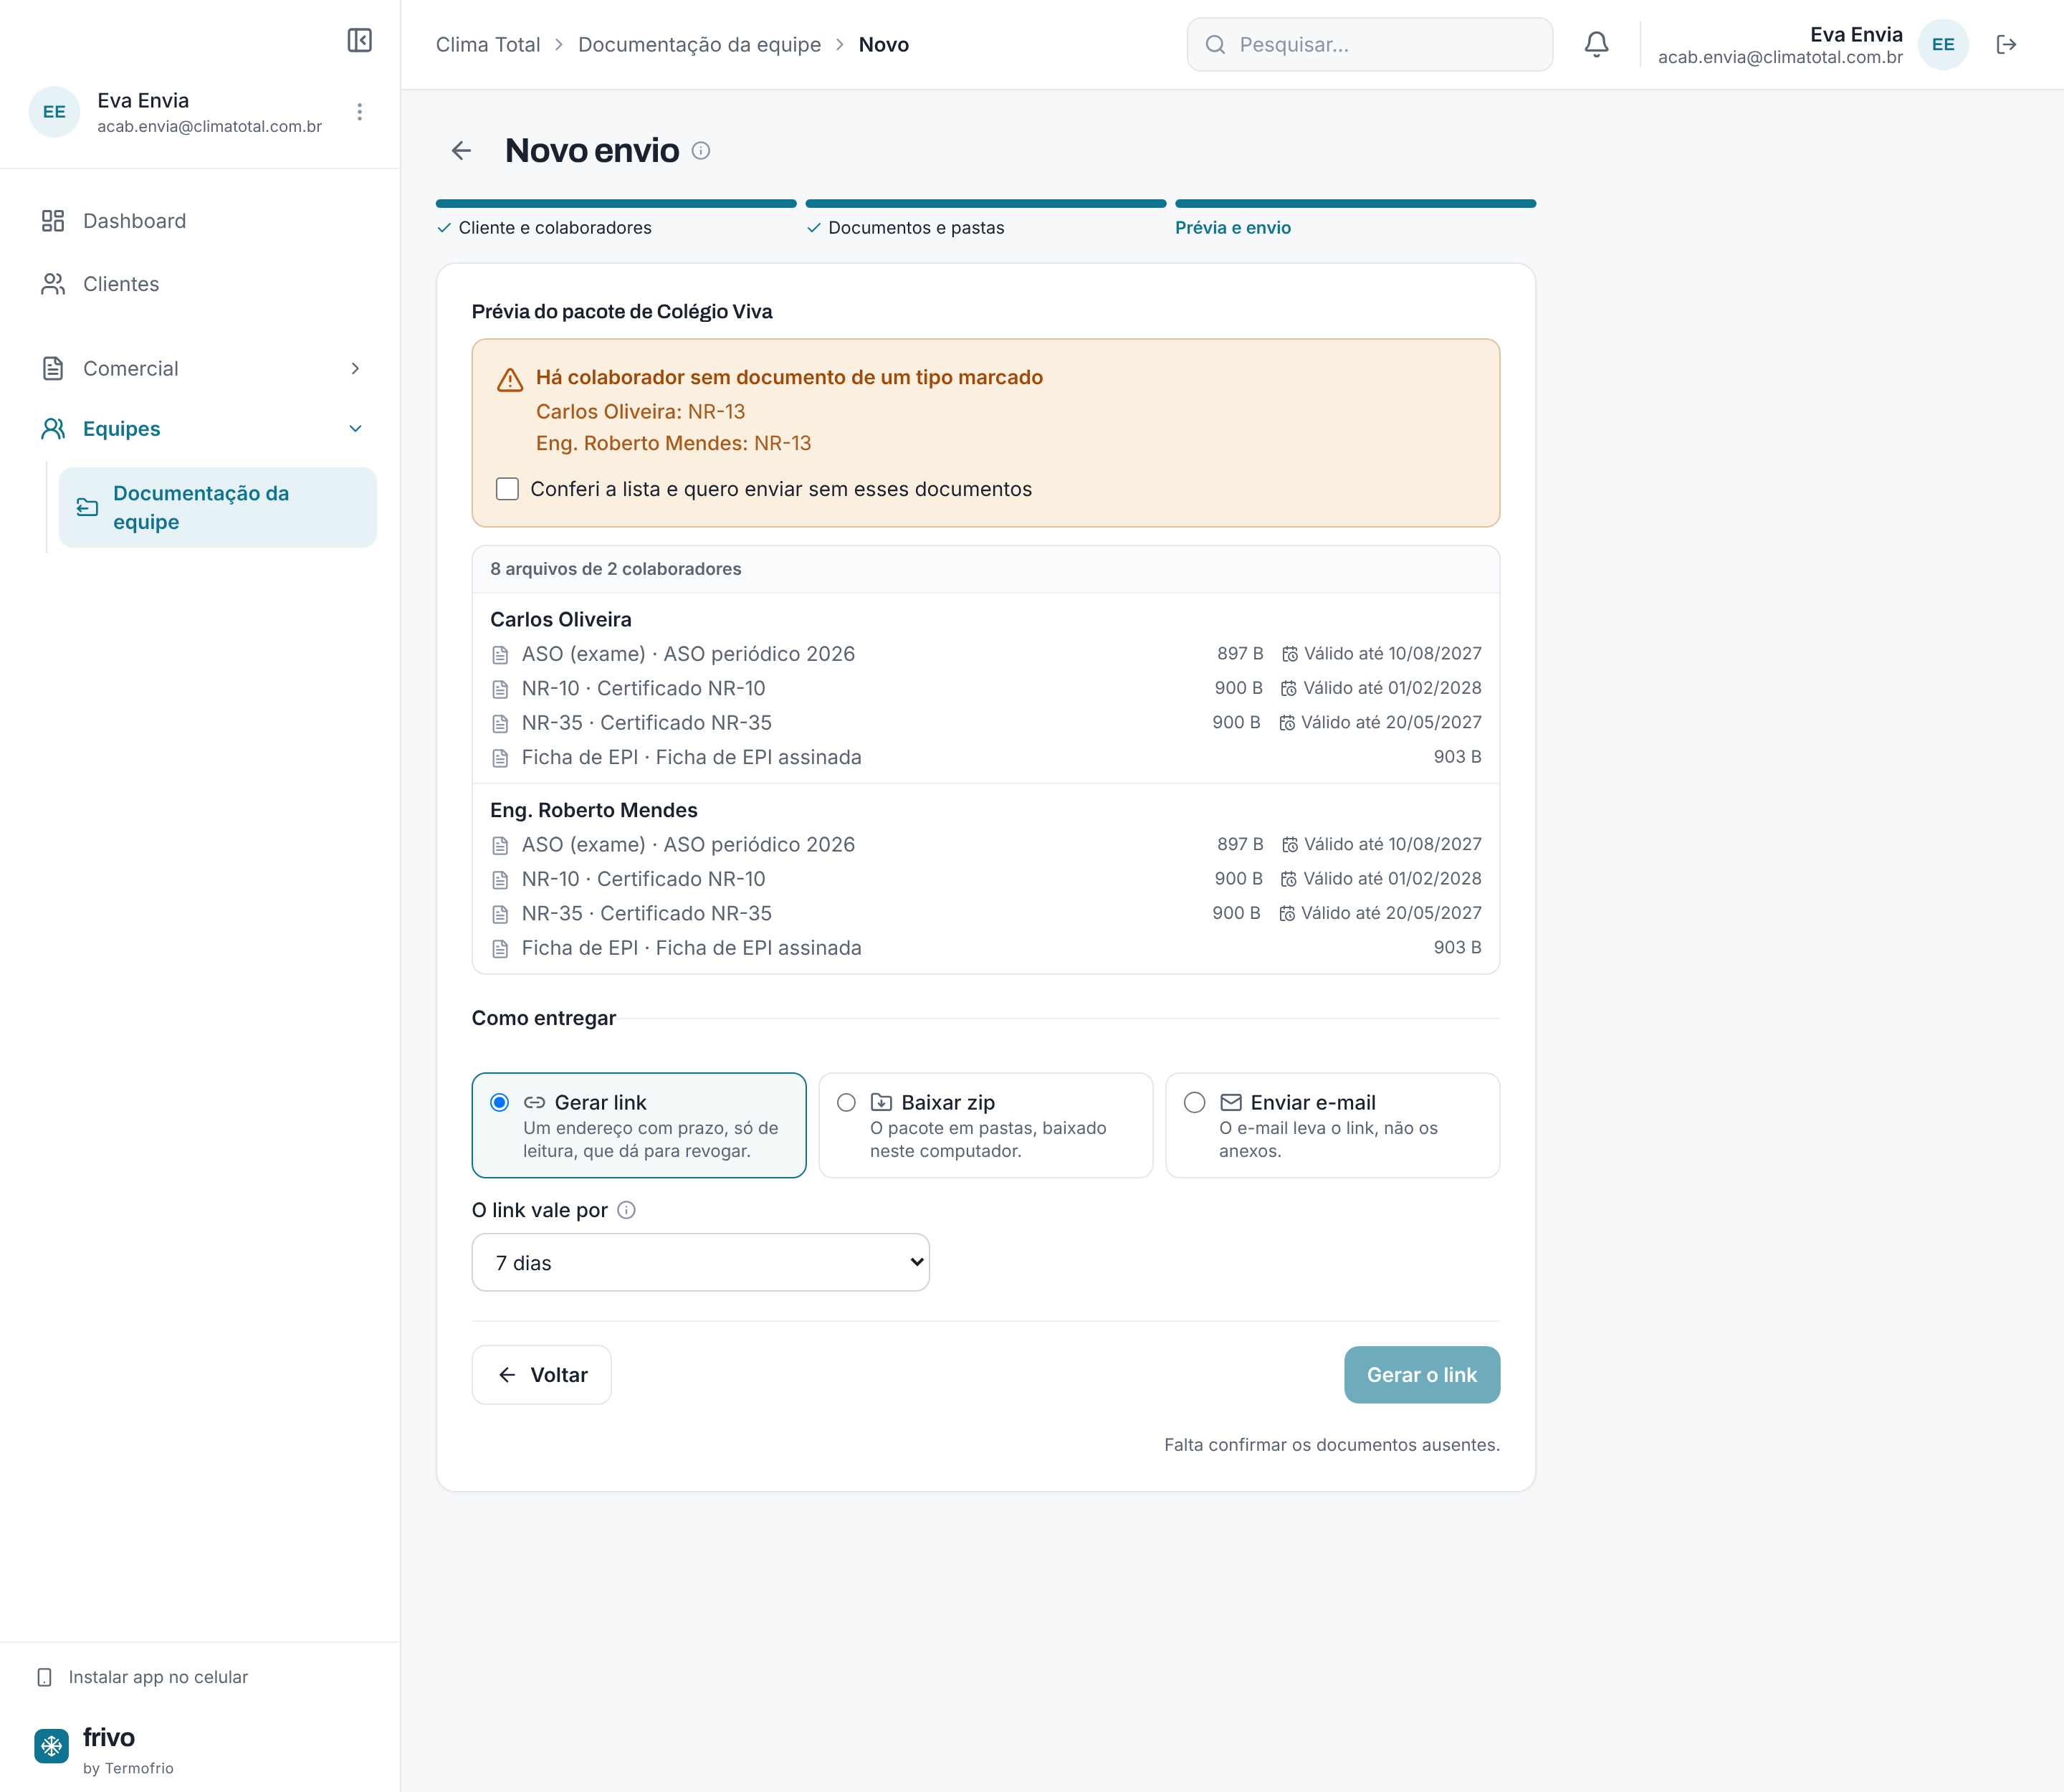 Clima Total > Documentação da equipe > Novo
Pesquisar...
Eva Envia
acab.envia@climatotal.com.br
EE
EE
Eva Envia
acab.envia@climatotal.com.br
Dashboard
Clientes
Comercial
Equipes
Documentação da
equipe
Instalar app no celular
frivo
by Termofrio
Novo envio
Cliente e colaboradores
Documentos e pastas
Prévia e envio
Prévia do pacote de Colégio Viva
Há colaborador sem documento de um tipo marcado
Carlos Oliveira: NR-13
Eng. Roberto Mendes: NR-13
Conferi a lista e quero enviar sem esses documentos
8 arquivos de 2 colaboradores
Carlos Oliveira
ASO (exame) · ASO periódico 2026 897 B Válido até 10/08/2027
NR-10 · Certificado NR-10 900 B Válido até 01/02/2028
NR-35 · Certificado NR-35 900 B Válido até 20/05/2027
Ficha de EPI · Ficha de EPI assinada 903 B
Eng. Roberto Mendes
ASO (exame) · ASO periódico 2026 897 B Válido até 10/08/2027
NR-10 · Certificado NR-10 900 B Válido até 01/02/2028
NR-35 · Certificado NR-35 900 B Válido até 20/05/2027
Ficha de EPI · Ficha de EPI assinada 903 B
Como entregar
Gerar link
Um endereço com prazo, só de
leitura, que dá para revogar.
Baixar zip
O pacote em pastas, baixado
neste computador.
Enviar e-mail
O e-mail leva o link, não os
anexos.
O link vale por
7 dias
Voltar
Gerar o link
Falta confirmar os documentos ausentes.